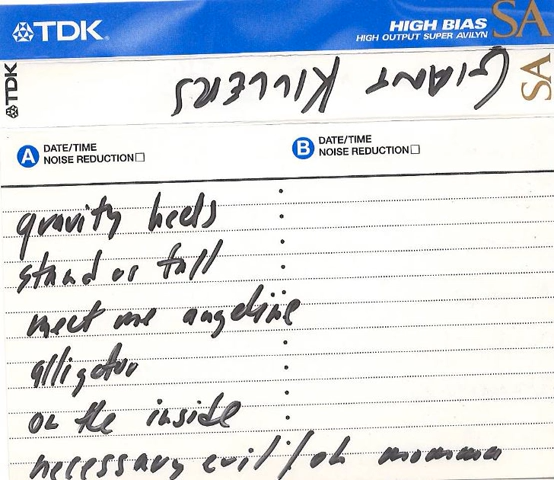 TDK
HIGH BIAS
HIGH OUTPUT SUPER AVILYN
SA
TDK
GIANT KILLERS
SA
A DATE/TIME
NOISE REDUCTION
B DATE/TIME
NOISE REDUCTION
gravity heels
stand or fall
meet me angeline
alligator
on the inside
necessary evil / oh momma